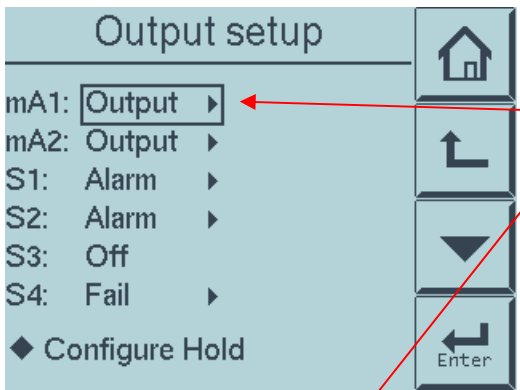 Output setup
mA1: Output
mA2: Output
S1: Alarm
S2: Alarm
S3: Off
S4: Fail
Configure Hold
Enter